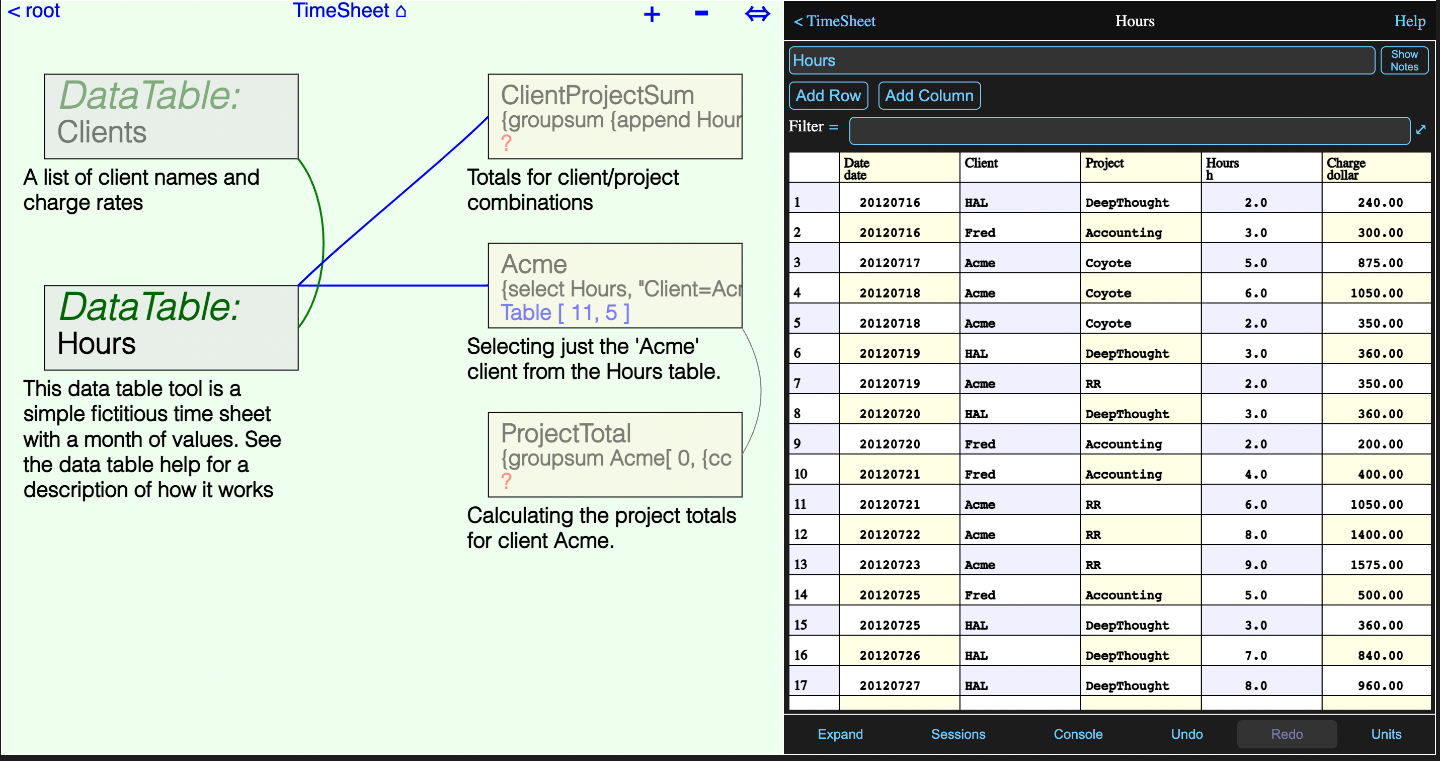 < root
TimeSheet ⌂
+ - ⇔
DataTable:
Clients
A list of client names and
charge rates
DataTable:
Hours
This data table tool is a
simple fictitious time sheet
with a month of values. See
the data table help for a
description of how it works
ClientProjectSum
{groupsum {append Hour
?
Totals for client/project
combinations
Acme
{select Hours, "Client=Acr
Table [ 11, 5 ]
Selecting just the 'Acme'
client from the Hours table.
ProjectTotal
{groupsum Acme[ 0, {cc
?
Calculating the project totals
for client Acme.
< TimeSheet Hours Help
Hours
Show
Notes
Add Row Add Column
Filter =
Date Client Project Hours Charge
date h dollar
1 20120716 HAL DeepThought 2.0 240.00
2 20120716 Fred Accounting 3.0 300.00
3 20120717 Acme Coyote 5.0 875.00
4 20120718 Acme Coyote 6.0 1050.00
5 20120718 Acme Coyote 2.0 350.00
6 20120719 HAL DeepThought 3.0 360.00
7 20120719 Acme RR 2.0 350.00
8 20120720 HAL DeepThought 3.0 360.00
9 20120720 Fred Accounting 2.0 200.00
10 20120721 Fred Accounting 4.0 400.00
11 20120721 Acme RR 6.0 1050.00
12 20120722 Acme RR 8.0 1400.00
13 20120723 Acme RR 9.0 1575.00
14 20120725 Fred Accounting 5.0 500.00
15 20120725 HAL DeepThought 3.0 360.00
16 20120726 HAL DeepThought 7.0 840.00
17 20120727 HAL DeepThought 8.0 960.00
Expand Sessions Console Undo Redo Units